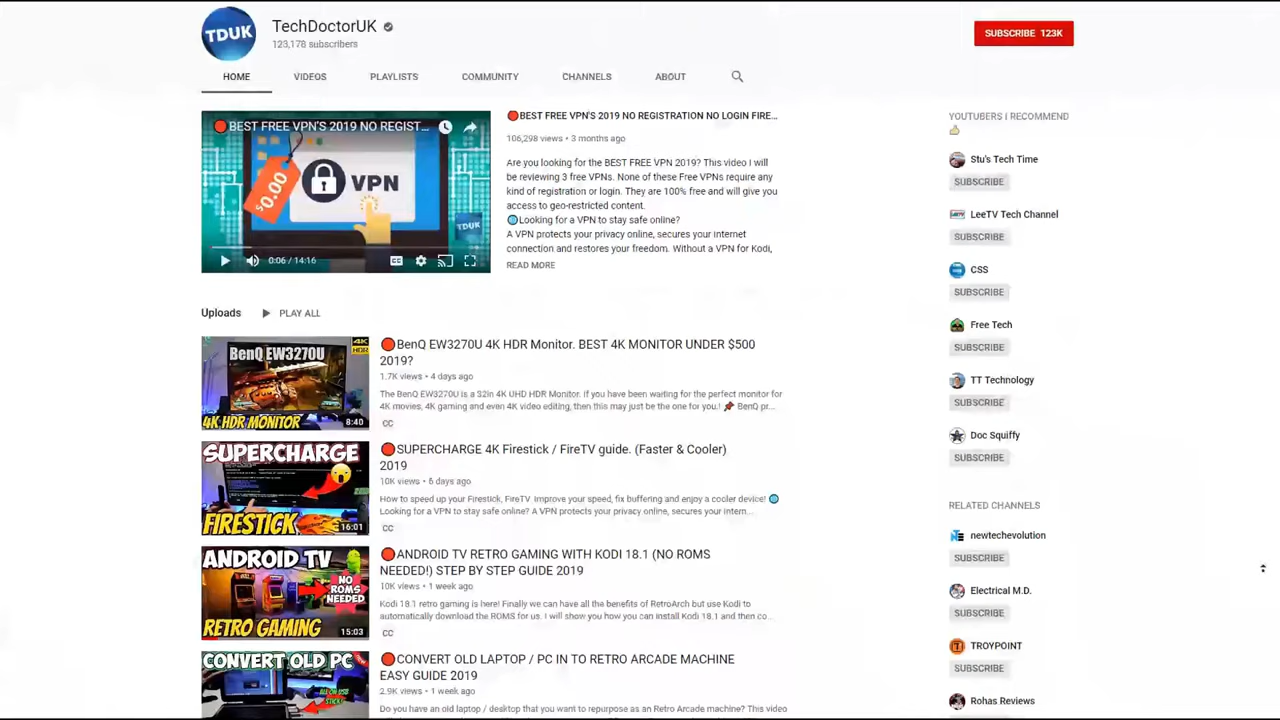 TDUK
TechDoctorUK
123,178 subscribers
SUBSCRIBE 123K
HOME
VIDEOS
PLAYLISTS
COMMUNITY
CHANNELS
ABOUT
🔴BEST FREE VPN'S 2019 NO REGIST...
$0.00
VPN
TDUK
0:06 / 14:16
CC
🔴BEST FREE VPN'S 2019 NO REGISTRATION NO LOGIN FIRE...
106,298 views • 3 months ago
Are you looking for the BEST FREE VPN 2019? This video I will
be reviewing 3 free VPNs. None of these Free VPNs require any
kind of registration or login. They are 100% free and will give you
access to geo-restricted content.
🌐Looking for a VPN to stay safe online?
A VPN protects your privacy online, secures your internet
connection and restores your freedom. Without a VPN for Kodi,
READ MORE
Uploads
PLAY ALL
BenQ EW3270U
4K
HDR
4K HDR MONITOR
8:40
🔴BenQ EW3270U 4K HDR Monitor. BEST 4K MONITOR UNDER $500
2019?
1.7K views • 4 days ago
The BenQ EW3270U is a 32in 4K UHD HDR Monitor. If you have been waiting for the perfect monitor for
4K movies, 4K gaming and even 4K video editing, then this may just be the one for you.! 📌 BenQ pr...
CC
SUPERCHARGE
FIRESTICK
16:01
🔴SUPERCHARGE 4K Firestick / FireTV guide. (Faster & Cooler)
2019
10K views • 6 days ago
How to speed up your Firestick, FireTV. Improve your speed, fix buffering and enjoy a cooler device! 🌐
Looking for a VPN to stay safe online? A VPN protects your privacy online, secures your intern...
CC
ANDROID TV
NO
ROMS
NEEDED!
RETRO GAMING
15:03
🔴ANDROID TV RETRO GAMING WITH KODI 18.1 (NO ROMS
NEEDED!) STEP BY STEP GUIDE 2019
10K views • 1 week ago
Kodi 18.1 retro gaming is here! Finally we can have all the benefits of RetroArch but use Kodi to
automatically download the ROMS for us. I will show you how you can install Kodi 18.1 and then co...
CC
CONVERT OLD PC
ALL ON USB
STICK!
🔴CONVERT OLD LAPTOP / PC IN TO RETRO ARCADE MACHINE
EASY GUIDE 2019
2.9K views • 1 week ago
Do you have an old laptop / desktop that you want to repurpose as an Retro Arcade machine? This video
YOUTUBERS I RECOMMEND
👍
Stu's Tech Time
SUBSCRIBE
LeeTV Tech Channel
SUBSCRIBE
CSS
SUBSCRIBE
Free Tech
SUBSCRIBE
TT Technology
SUBSCRIBE
Doc Squiffy
SUBSCRIBE
RELATED CHANNELS
newtechevolution
SUBSCRIBE
Electrical M.D.
SUBSCRIBE
TROYPOINT
SUBSCRIBE
Rohas Reviews